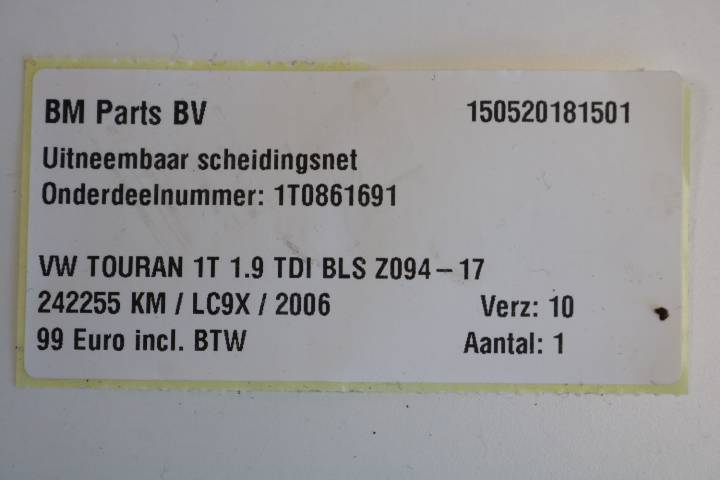 BM Parts BV 150520181501
Uitneembaar scheidingsnet
Onderdeelnummer: 1T0861691
VW TOURAN 1T 1.9 TDI BLS Z094-17
242255 KM / LC9X / 2006 Verz: 10
99 Euro incl. BTW Aantal: 1